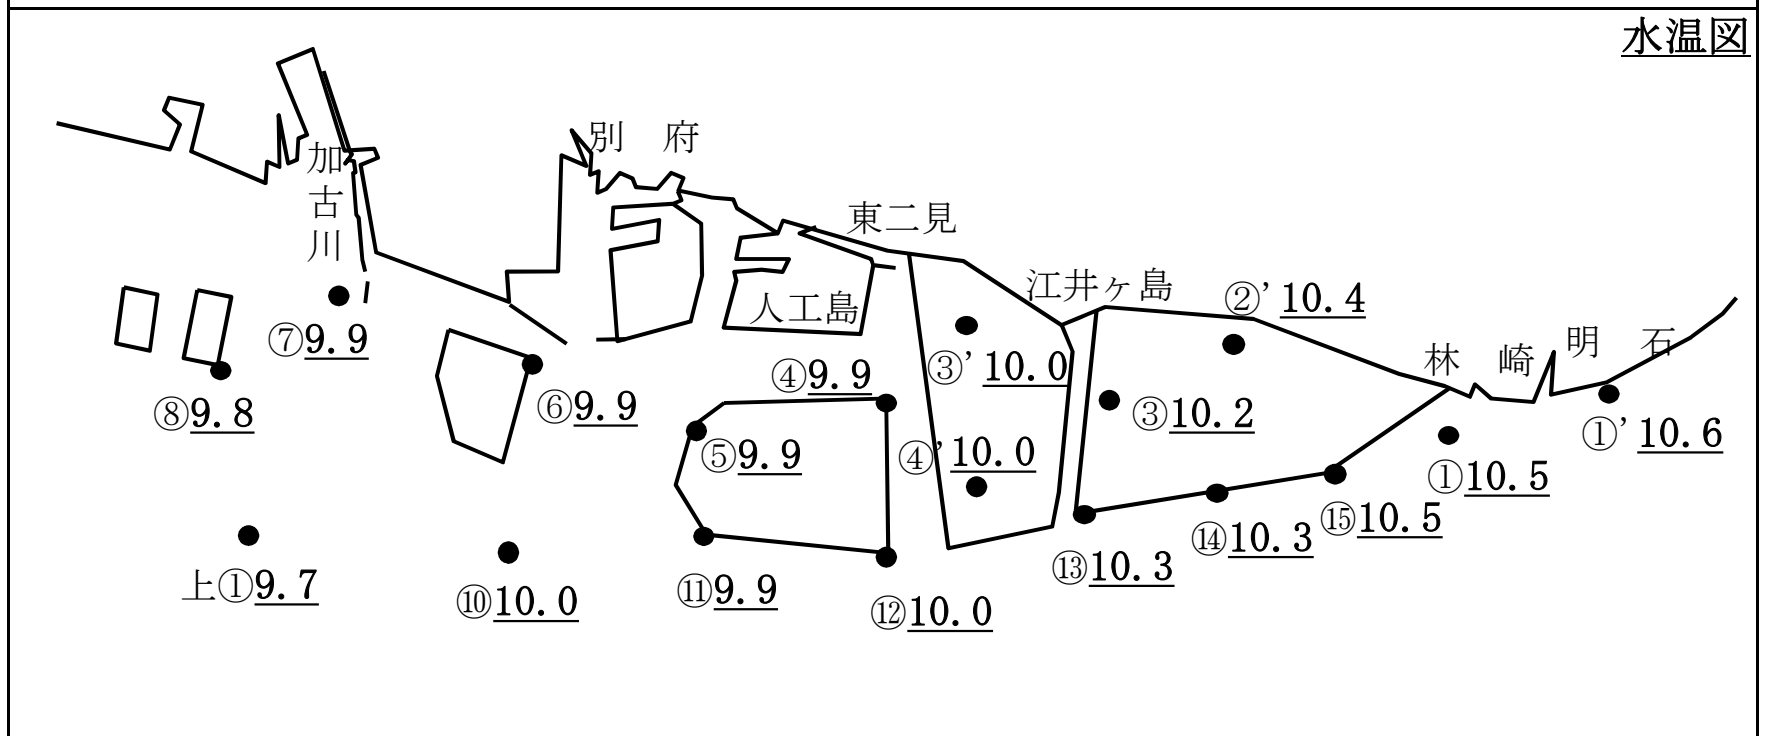 水温図
別府
加古川
東二見
江井ヶ島
②' 10.4
人工島
⑦9.9
林崎
明石
③' 10.0
④9.9
⑧9.8
⑥9.9
③10.2
①' 10.6
⑤9.9
④' 10.0
①10.5
⑮10.5
⑭10.3
⑬10.3
上①9.7
⑩10.0
⑪9.9
⑫10.0